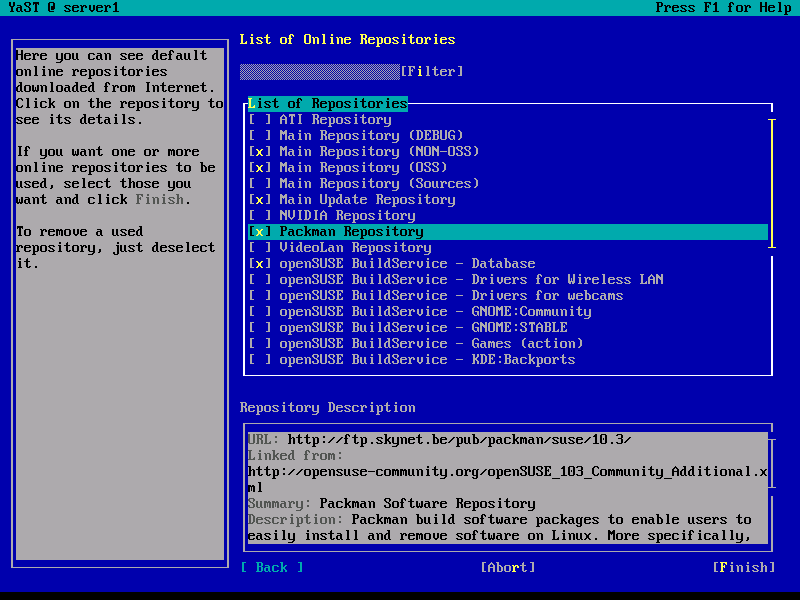 YaST @ server1
Press F1 for Help
Here you can see default
online repositories
downloaded from Internet.
Click on the repository to
see its details.
If you want one or more
online repositories to be
used, select those you
want and click Finish.
To remove a used
repository, just deselect
it.
List of Online Repositories
[Filter]
List of Repositories
[ ] ATI Repository
[ ] Main Repository (DEBUG)
[x] Main Repository (NON-OSS)
[x] Main Repository (OSS)
[ ] Main Repository (Sources)
[x] Main Update Repository
[ ] NVIDIA Repository
[x] Packman Repository
[ ] VideoLan Repository
[x] openSUSE BuildService - Database
[ ] openSUSE BuildService - Drivers for Wireless LAN
[ ] openSUSE BuildService - Drivers for webcams
[ ] openSUSE BuildService - GNOME:Community
[ ] openSUSE BuildService - GNOME:STABLE
[ ] openSUSE BuildService - Games (action)
[ ] openSUSE BuildService - KDE:Backports
Repository Description
URL: http://ftp.skynet.be/pub/packman/suse/10.3/
Linked from:
http://opensuse-community.org/openSUSE_103_Community_Additional.x
ml
Summary: Packman Software Repository
Description: Packman build software packages to enable users to
easily install and remove software on Linux. More specifically,
[ Back ]
[Abort]
[Finish]